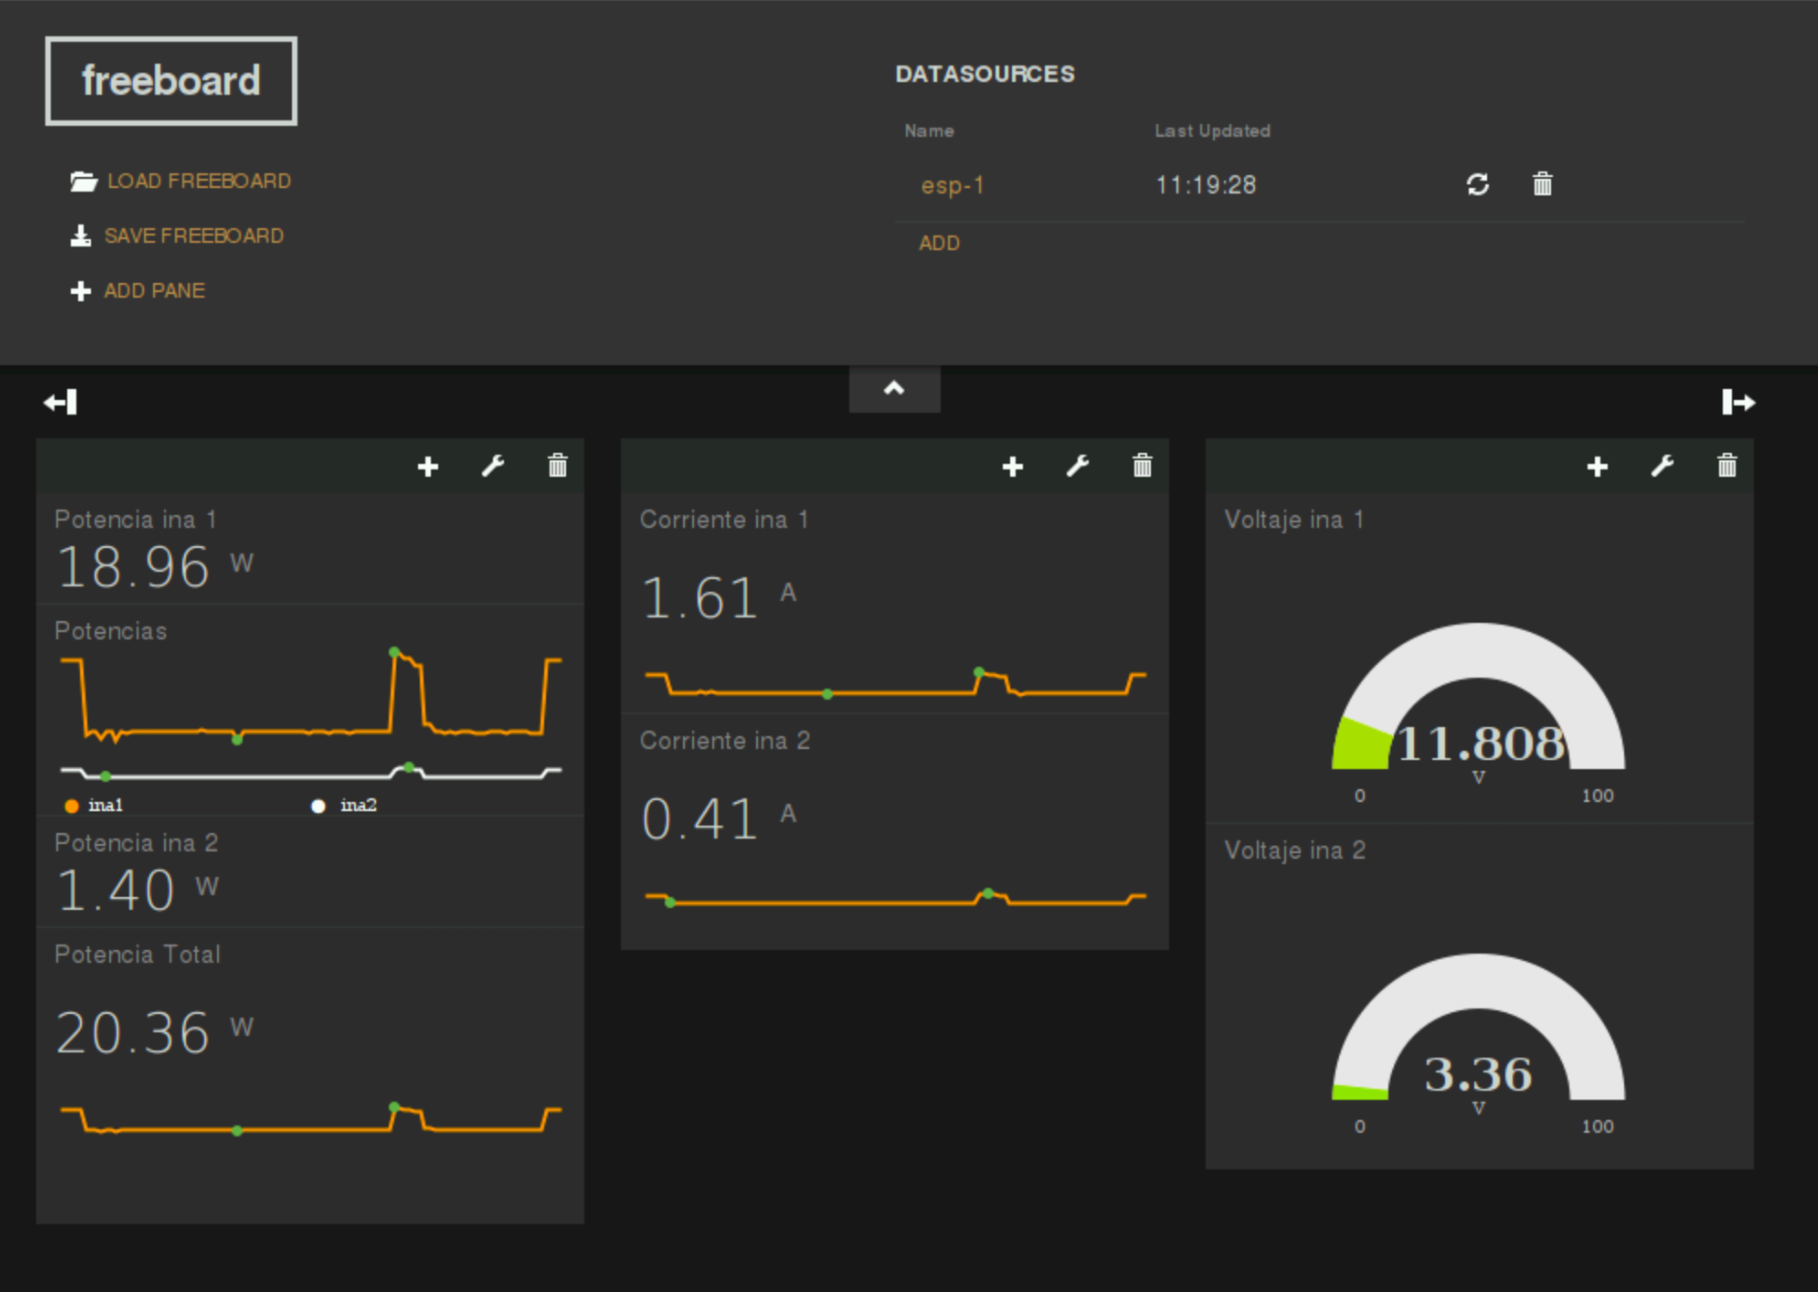 freeboard
LOAD FREEBOARD
SAVE FREEBOARD
ADD PANE
DATASOURCES
Name Last Updated
esp-1 11:19:28
ADD
Potencia ina 1
18.96 W
Potencias
ina1 ina2
Potencia ina 2
1.40 W
Potencia Total
20.36 W
Corriente ina 1
1.61 A
Corriente ina 2
0.41 A
Voltaje ina 1
11.808
V
0 100
Voltaje ina 2
3.36
V
0 100